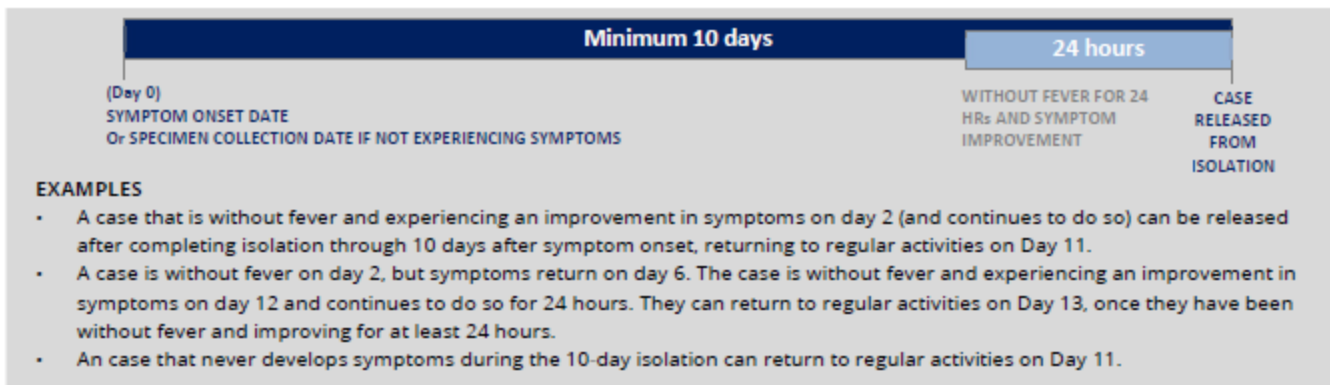 Minimum 10 days
24 hours
(Day 0)
SYMPTOM ONSET DATE
Or SPECIMEN COLLECTION DATE IF NOT EXPERIENCING SYMPTOMS
WITHOUT FEVER FOR 24
HRs AND SYMPTOM
IMPROVEMENT
CASE
RELEASED
FROM
ISOLATION
EXAMPLES
• A case that is without fever and experiencing an improvement in symptoms on day 2 (and continues to do so) can be released
after completing isolation through 10 days after symptom onset, returning to regular activities on Day 11.
• A case is without fever on day 2, but symptoms return on day 6. The case is without fever and experiencing an improvement in
symptoms on day 12 and continues to do so for 24 hours. They can return to regular activities on Day 13, once they have been
without fever and improving for at least 24 hours.
• An case that never develops symptoms during the 10-day isolation can return to regular activities on Day 11.